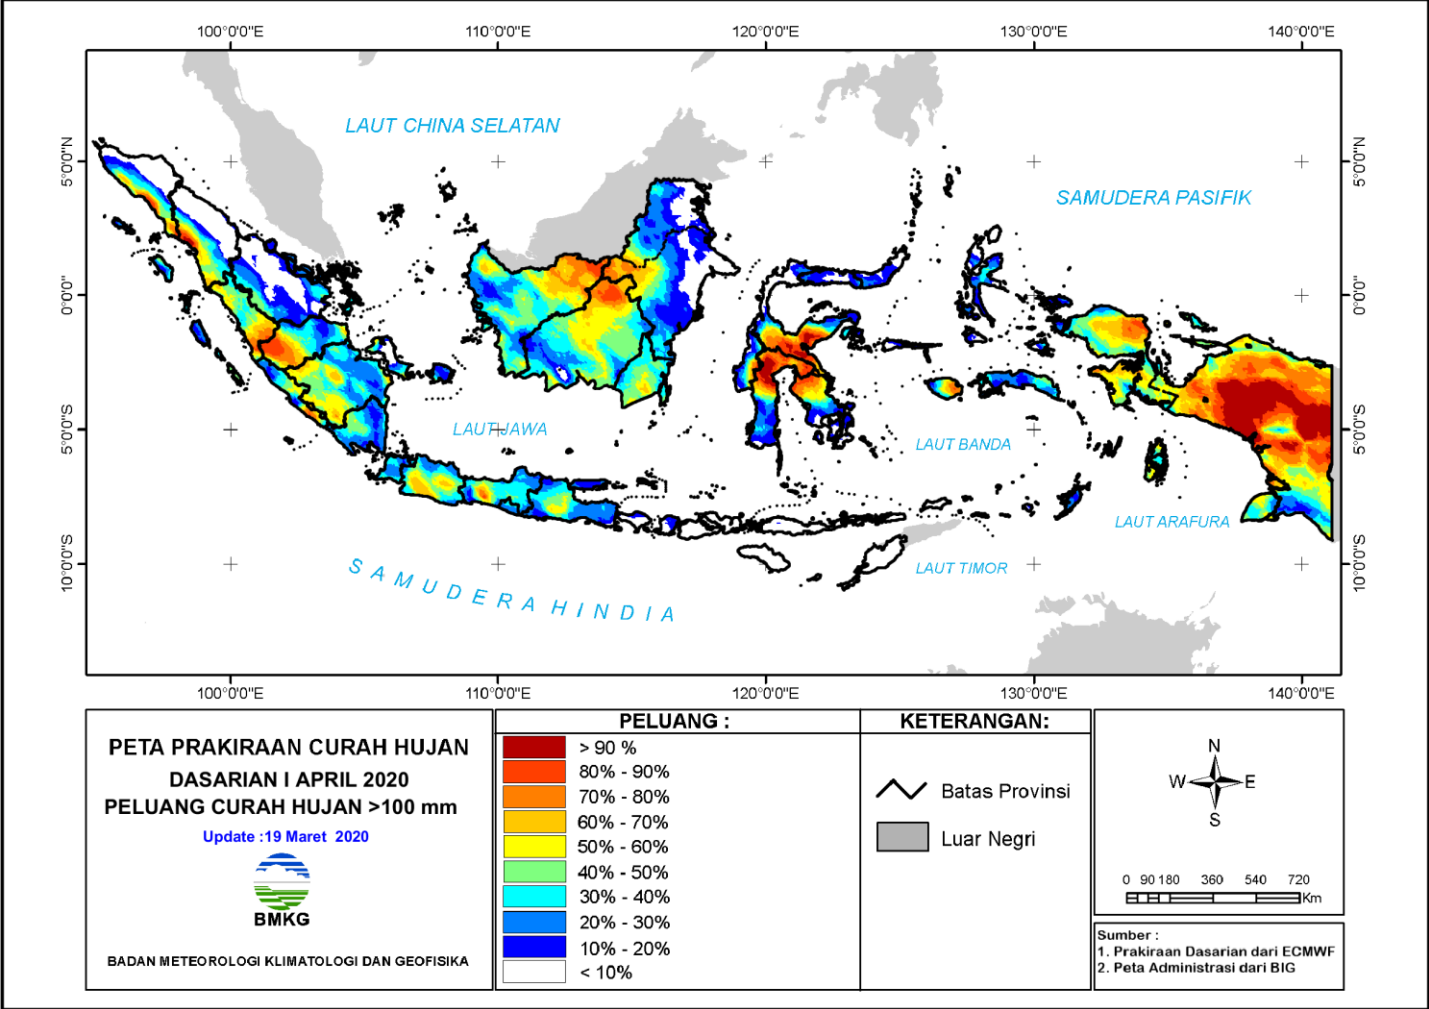 100°0'0"E 110°0'0"E 120°0'0"E 130°0'0"E 140°0'0"E
LAUT CHINA SELATAN
5°0'0"N
5°0'0"N
SAMUDERA PASIFIK
0°0'0"
0°0'0"
LAUT JAWA
5°0'0"S
5°0'0"S
LAUT BANDA
LAUT ARAFURA
10°0'0"S
10°0'0"S
LAUT TIMOR
SAMUDERA HINDIA
100°0'0"E 110°0'0"E 120°0'0"E 130°0'0"E 140°0'0"E
PETA PRAKIRAAN CURAH HUJAN
DASARIAN I APRIL 2020
PELUANG CURAH HUJAN >100 mm
Update :19 Maret 2020
BMKG
BADAN METEOROLOGI KLIMATOLOGI DAN GEOFISIKA
PELUANG :
> 90 %
80% - 90%
70% - 80%
60% - 70%
50% - 60%
40% - 50%
30% - 40%
20% - 30%
10% - 20%
< 10%
KETERANGAN:
Batas Provinsi
Luar Negri
N
W E
S
0 90 180 360 540 720
Km
Sumber :
1. Prakiraan Dasarian dari ECMWF
2. Peta Administrasi dari BIG